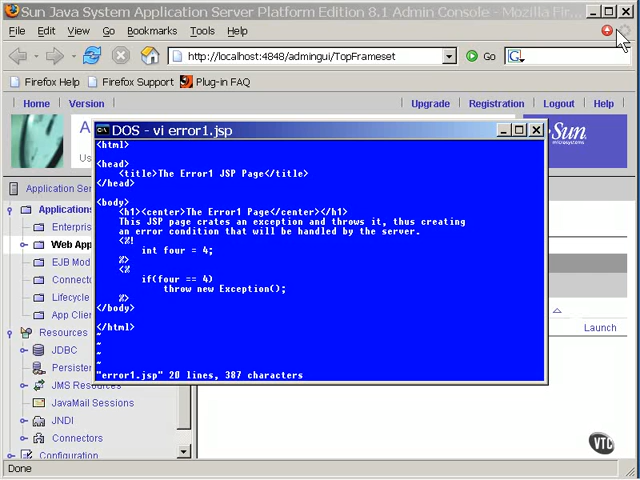 Sun Java System Application Server Platform Edition 8.1 Admin Console - Mozilla Fir...
File Edit View Go Bookmarks Tools Help
http://localhost:4848/admingui/TopFrameset Go G
Firefox Help Firefox Support Plug-in FAQ
Home Version Upgrade Registration Logout Help
A
Us
Sun
microsystems
DOS - vi error1.jsp
<html>
<head>
<title>The Error1 JSP Page</title>
</head>
<body>
<h1><center>The Error1 Page</center></h1>
This JSP page crates an exception and throws it, thus creating
an error condition that will be handled by the server.
<%!
int four = 4;
%>
<%
if(four == 4)
throw new Exception();
%>
</body>
</html>
~
~
~
~
"error1.jsp" 20 lines, 387 characters
Application Ser
Applications
Enterpris
Web App
EJB Mod
Connecto
Lifecycle
App Clien
Resources
JDBC
Persister
JMS Resources
JavaMail Sessions
JNDI
Connectors
Configuration
Launch
VTC
Done